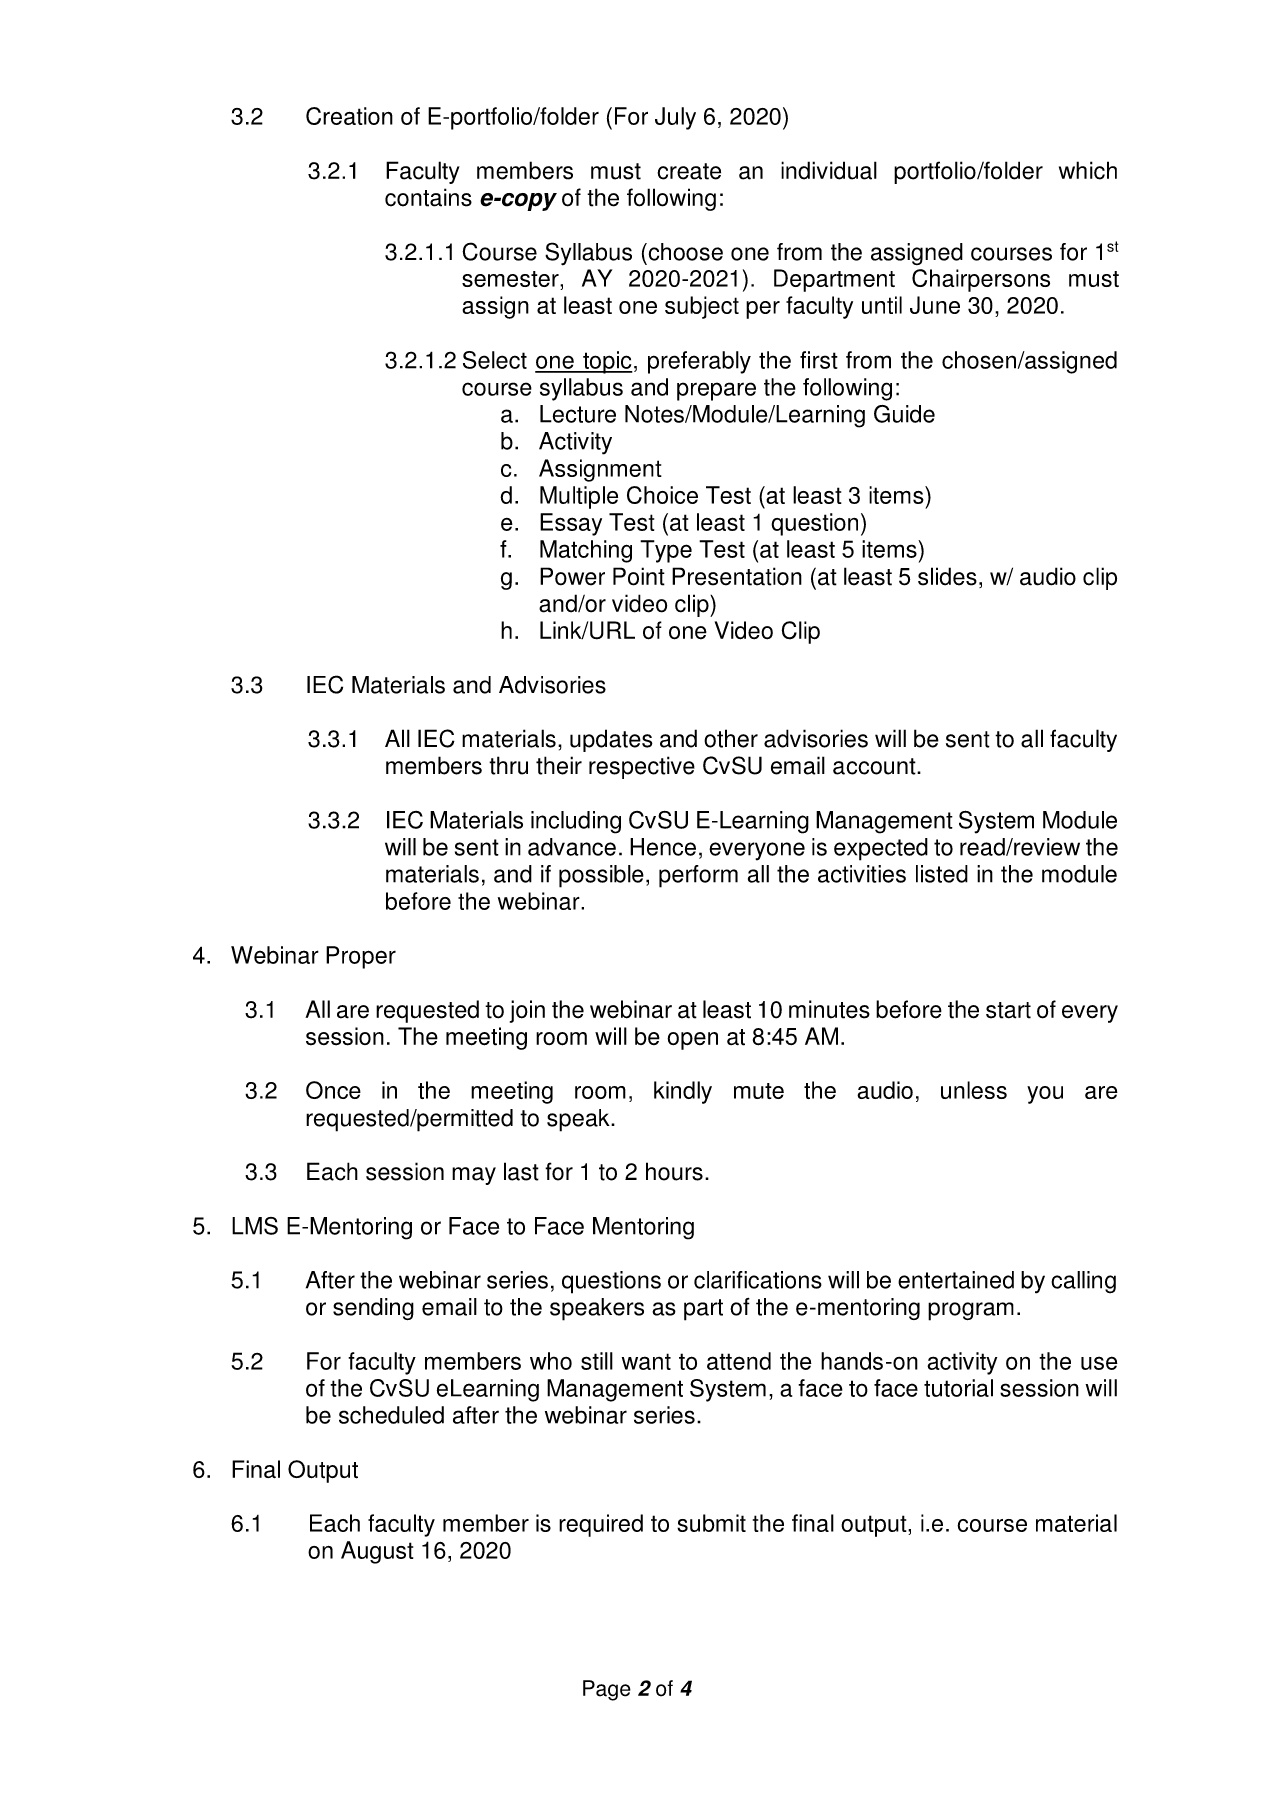 3.2 Creation of E-portfolio/folder (For July 6, 2020)
3.2.1 Faculty members must create an individual portfolio/folder which
contains e-copy of the following:
3.2.1.1 Course Syllabus (choose one from the assigned courses for 1st
semester, AY 2020-2021). Department Chairpersons must
assign at least one subject per faculty until June 30, 2020.
3.2.1.2 Select one topic, preferably the first from the chosen/assigned
course syllabus and prepare the following:
a. Lecture Notes/Module/Learning Guide
b. Activity
c. Assignment
d. Multiple Choice Test (at least 3 items)
e. Essay Test (at least 1 question)
f. Matching Type Test (at least 5 items)
g. Power Point Presentation (at least 5 slides, w/ audio clip
and/or video clip)
h. Link/URL of one Video Clip
3.3 IEC Materials and Advisories
3.3.1 All IEC materials, updates and other advisories will be sent to all faculty
members thru their respective CvSU email account.
3.3.2 IEC Materials including CvSU E-Learning Management System Module
will be sent in advance. Hence, everyone is expected to read/review the
materials, and if possible, perform all the activities listed in the module
before the webinar.
4. Webinar Proper
3.1 All are requested to join the webinar at least 10 minutes before the start of every
session. The meeting room will be open at 8:45 AM.
3.2 Once in the meeting room, kindly mute the audio, unless you are
requested/permitted to speak.
3.3 Each session may last for 1 to 2 hours.
5. LMS E-Mentoring or Face to Face Mentoring
5.1 After the webinar series, questions or clarifications will be entertained by calling
or sending email to the speakers as part of the e-mentoring program.
5.2 For faculty members who still want to attend the hands-on activity on the use
of the CvSU eLearning Management System, a face to face tutorial session will
be scheduled after the webinar series.
6. Final Output
6.1 Each faculty member is required to submit the final output, i.e. course material
on August 16, 2020
Page 2 of 4